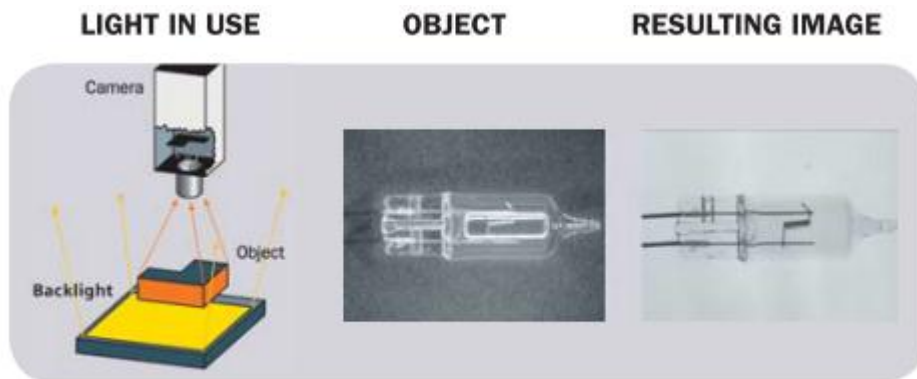 LIGHT IN USE
OBJECT
RESULTING IMAGE
Camera
Object
Backlight